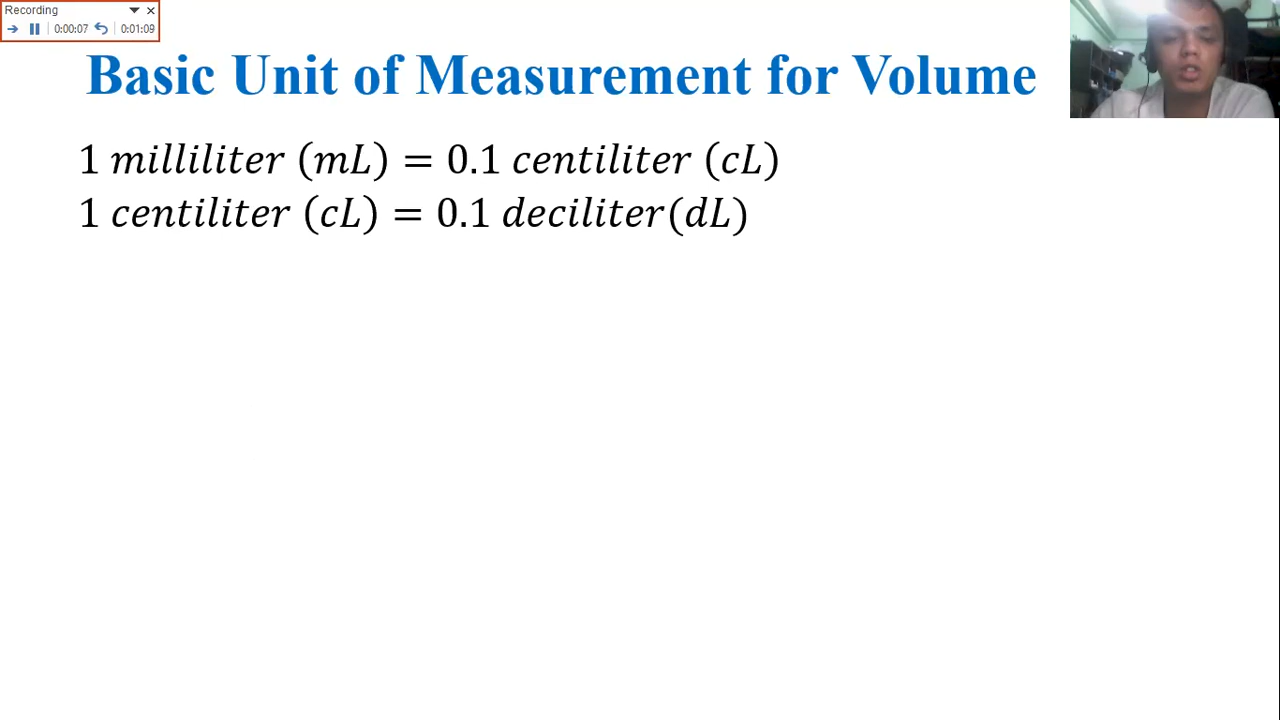 Recording
0:00:07 0:01:09
Basic Unit of Measurement for Volume
1 milliliter (mL) = 0.1 centiliter (cL)
1 centiliter (cL) = 0.1 deciliter(dL)